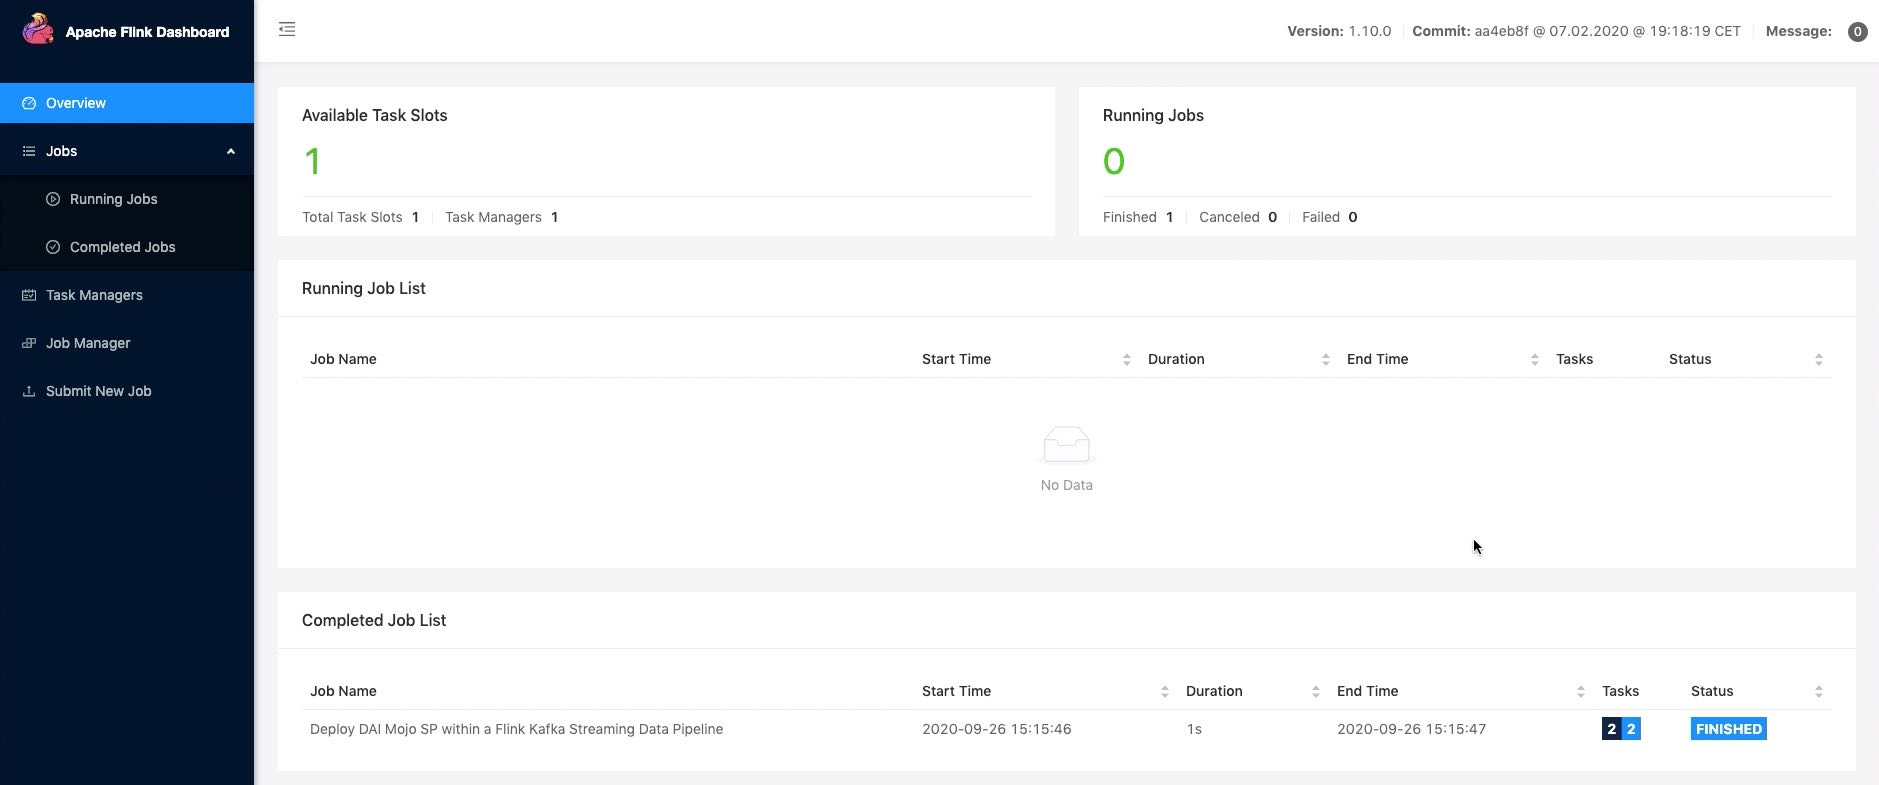 Apache Flink Dashboard
Version: 1.10.0 Commit: aa4eb8f @ 07.02.2020 @ 19:18:19 CET Message: 0
Overview
Jobs
Running Jobs
Completed Jobs
Task Managers
Job Manager
Submit New Job
Available Task Slots
1
Total Task Slots 1 Task Managers 1
Running Jobs
0
Finished 1 Canceled 0 Failed 0
Running Job List
Job Name Start Time Duration End Time Tasks Status
No Data
Completed Job List
Job Name Start Time Duration End Time Tasks Status
Deploy DAI Mojo SP within a Flink Kafka Streaming Data Pipeline 2020-09-26 15:15:46 1s 2020-09-26 15:15:47 2 2 FINISHED